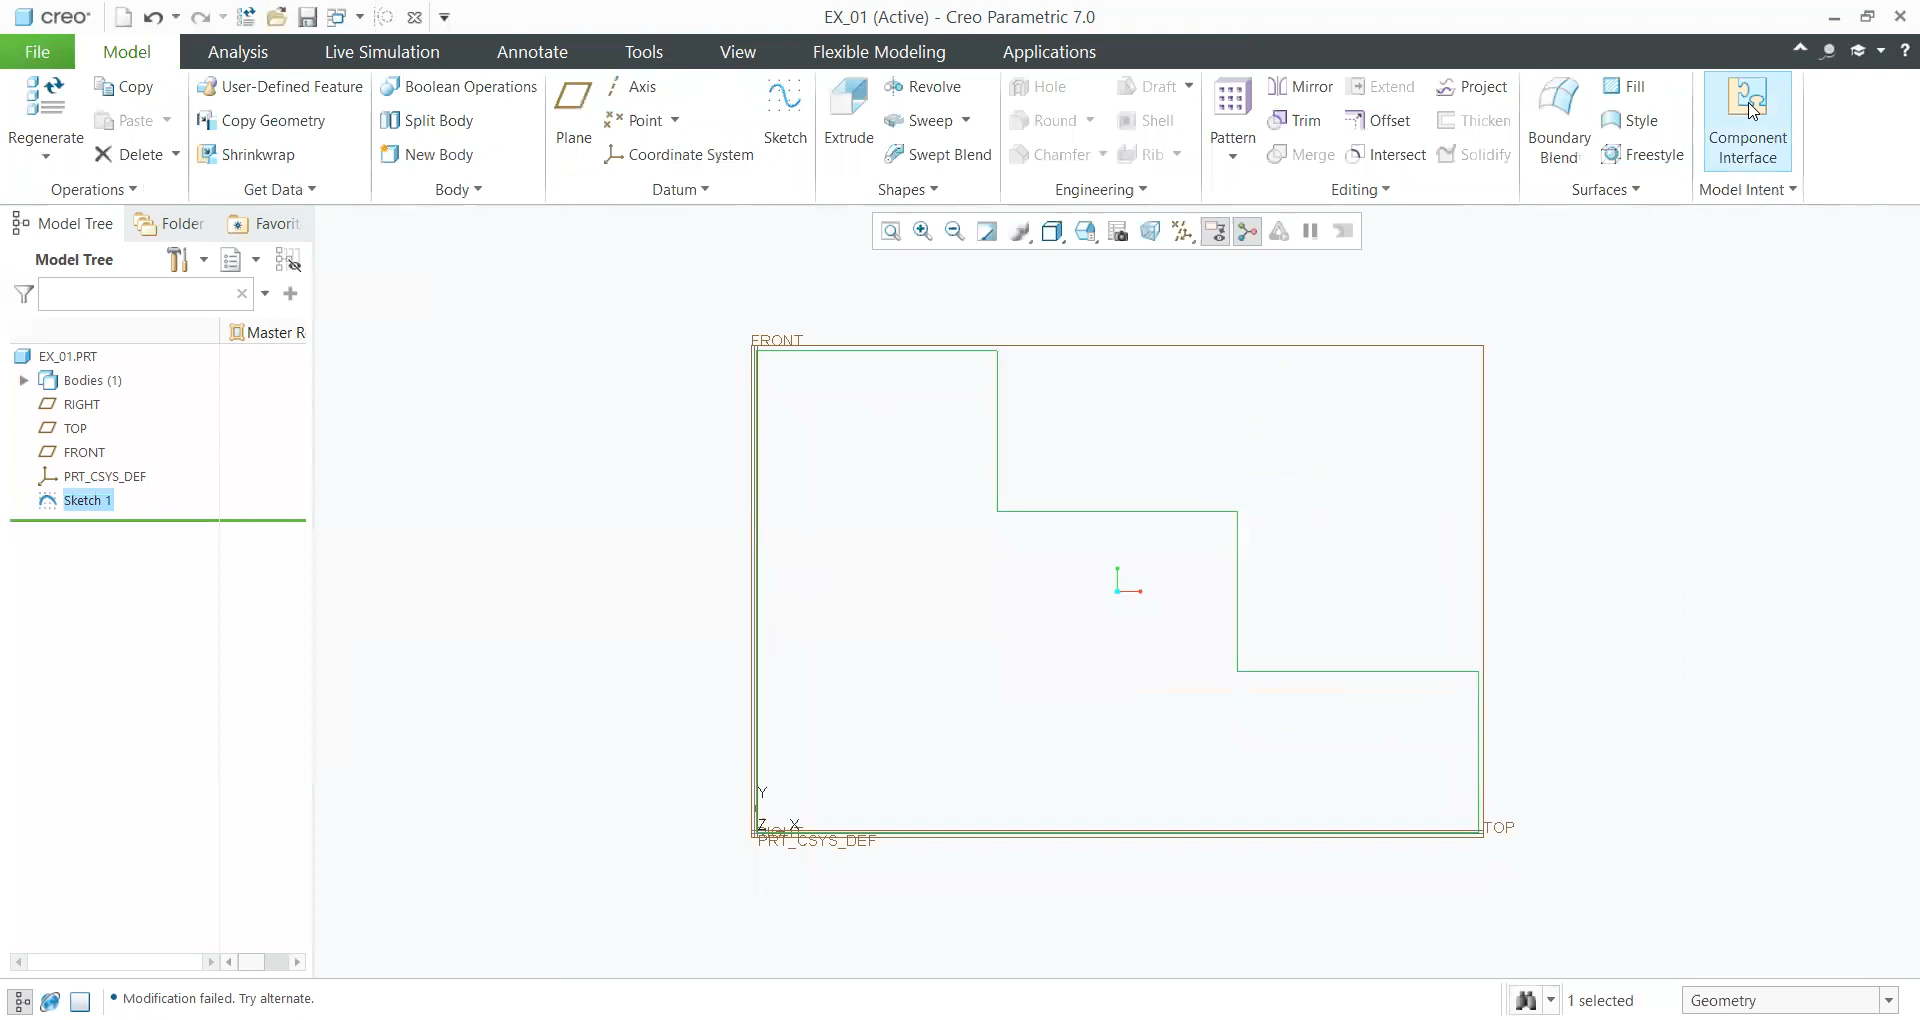 creo
EX_01 (Active) - Creo Parametric 7.0
File
Model
Analysis
Live Simulation
Annotate
Tools
View
Flexible Modeling
Applications
Regenerate
Copy
Paste
Delete
Operations
User-Defined Feature
Copy Geometry
Shrinkwrap
Get Data
Boolean Operations
Split Body
New Body
Body
Plane
Axis
Point
Coordinate System
Sketch
Datum
Extrude
Revolve
Sweep
Swept Blend
Shapes
Hole
Round
Chamfer
Draft
Shell
Rib
Engineering
Pattern
Mirror
Trim
Merge
Extend
Offset
Intersect
Project
Thicken
Solidify
Editing
Boundary
Blend
Fill
Style
Freestyle
Surfaces
Component
Interface
Model Intent
Model Tree
Folder
Favorit
Model Tree
Master R
EX_01.PRT
Bodies (1)
RIGHT
TOP
FRONT
PRT_CSYS_DEF
Sketch 1
FRONT
Y
Z X
TOP
PRT_CSYS_DEF
Modification failed. Try alternate.
1 selected
Geometry